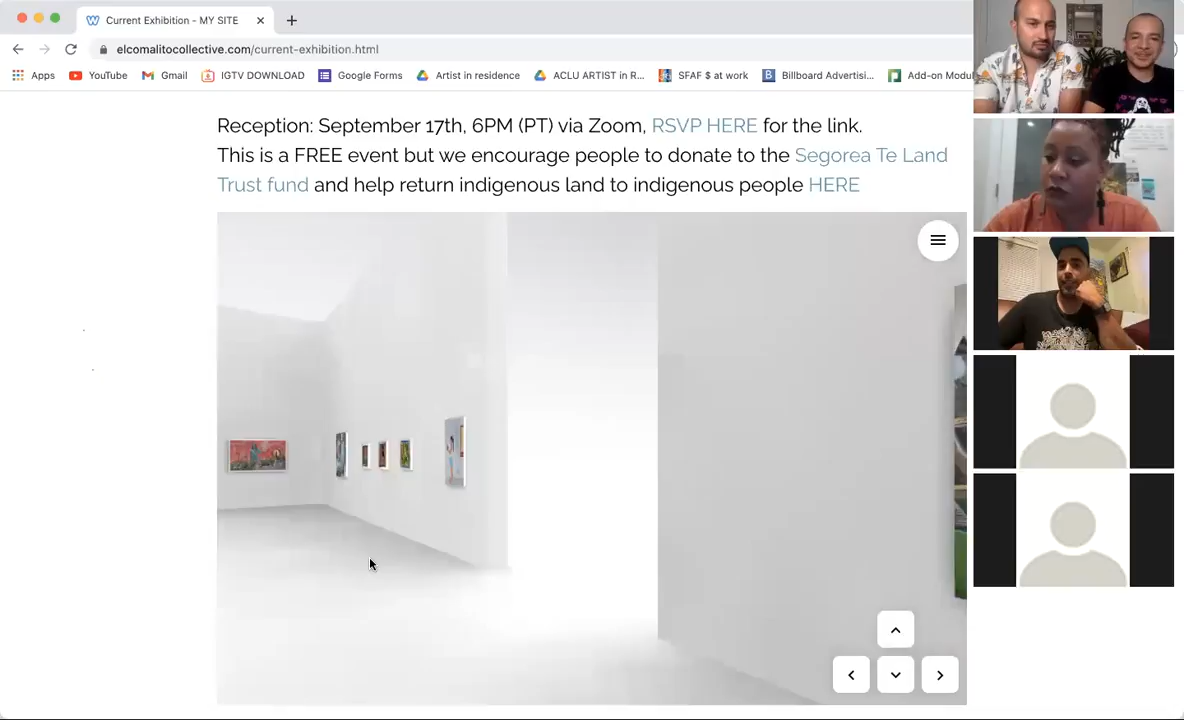 Current Exhibition - MY SITE
elcomalitocollective.com/current-exhibition.html
Apps YouTube Gmail IGTV DOWNLOAD Google Forms Artist in residence ACLU ARTIST in R... SFAF $ at work Billboard Advertisi... Add-on Modu
Reception: September 17th, 6PM (PT) via Zoom, RSVP HERE for the link.
This is a FREE event but we encourage people to donate to the Segorea Te Land
Trust fund and help return indigenous land to indigenous people HERE